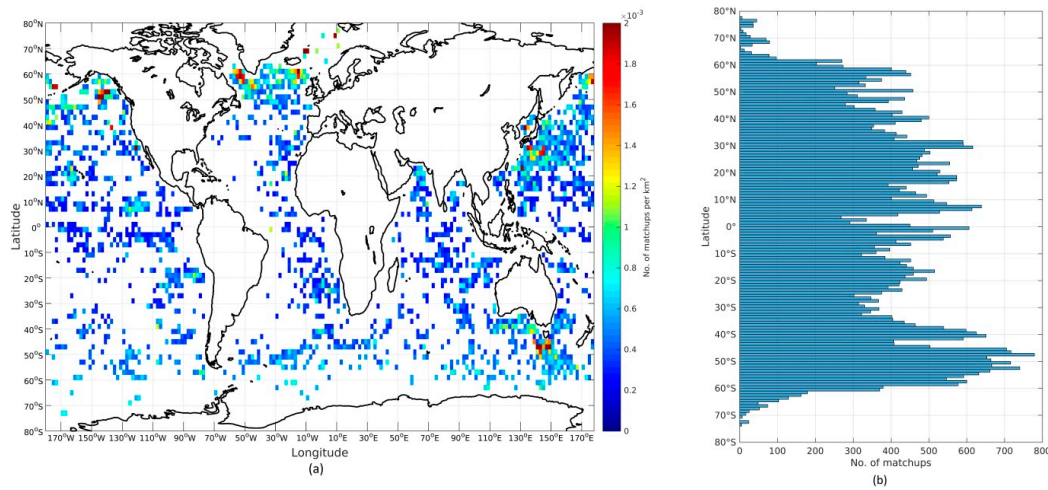 ×10⁻³
80°N
70°N
60°N
50°N
40°N
30°N
20°N
10°N
0°
10°S
20°S
30°S
40°S
50°S
60°S
70°S
80°S
Latitude
170°W 150°W 130°W 110°W 90°W 70°W 50°W 30°W 10°W 10°E 30°E 50°E 70°E 90°E 110°E 130°E 150°E 170°E
Longitude
(a)
2
1.8
1.6
1.4
1.2
1
0.8
0.6
0.4
0.2
0
No. of matchups per km²
80°N
70°N
60°N
50°N
40°N
30°N
20°N
10°N
0°
10°S
20°S
30°S
40°S
50°S
60°S
70°S
80°S
Latitude
0 100 200 300 400 500 600 700 800
No. of matchups
(b)